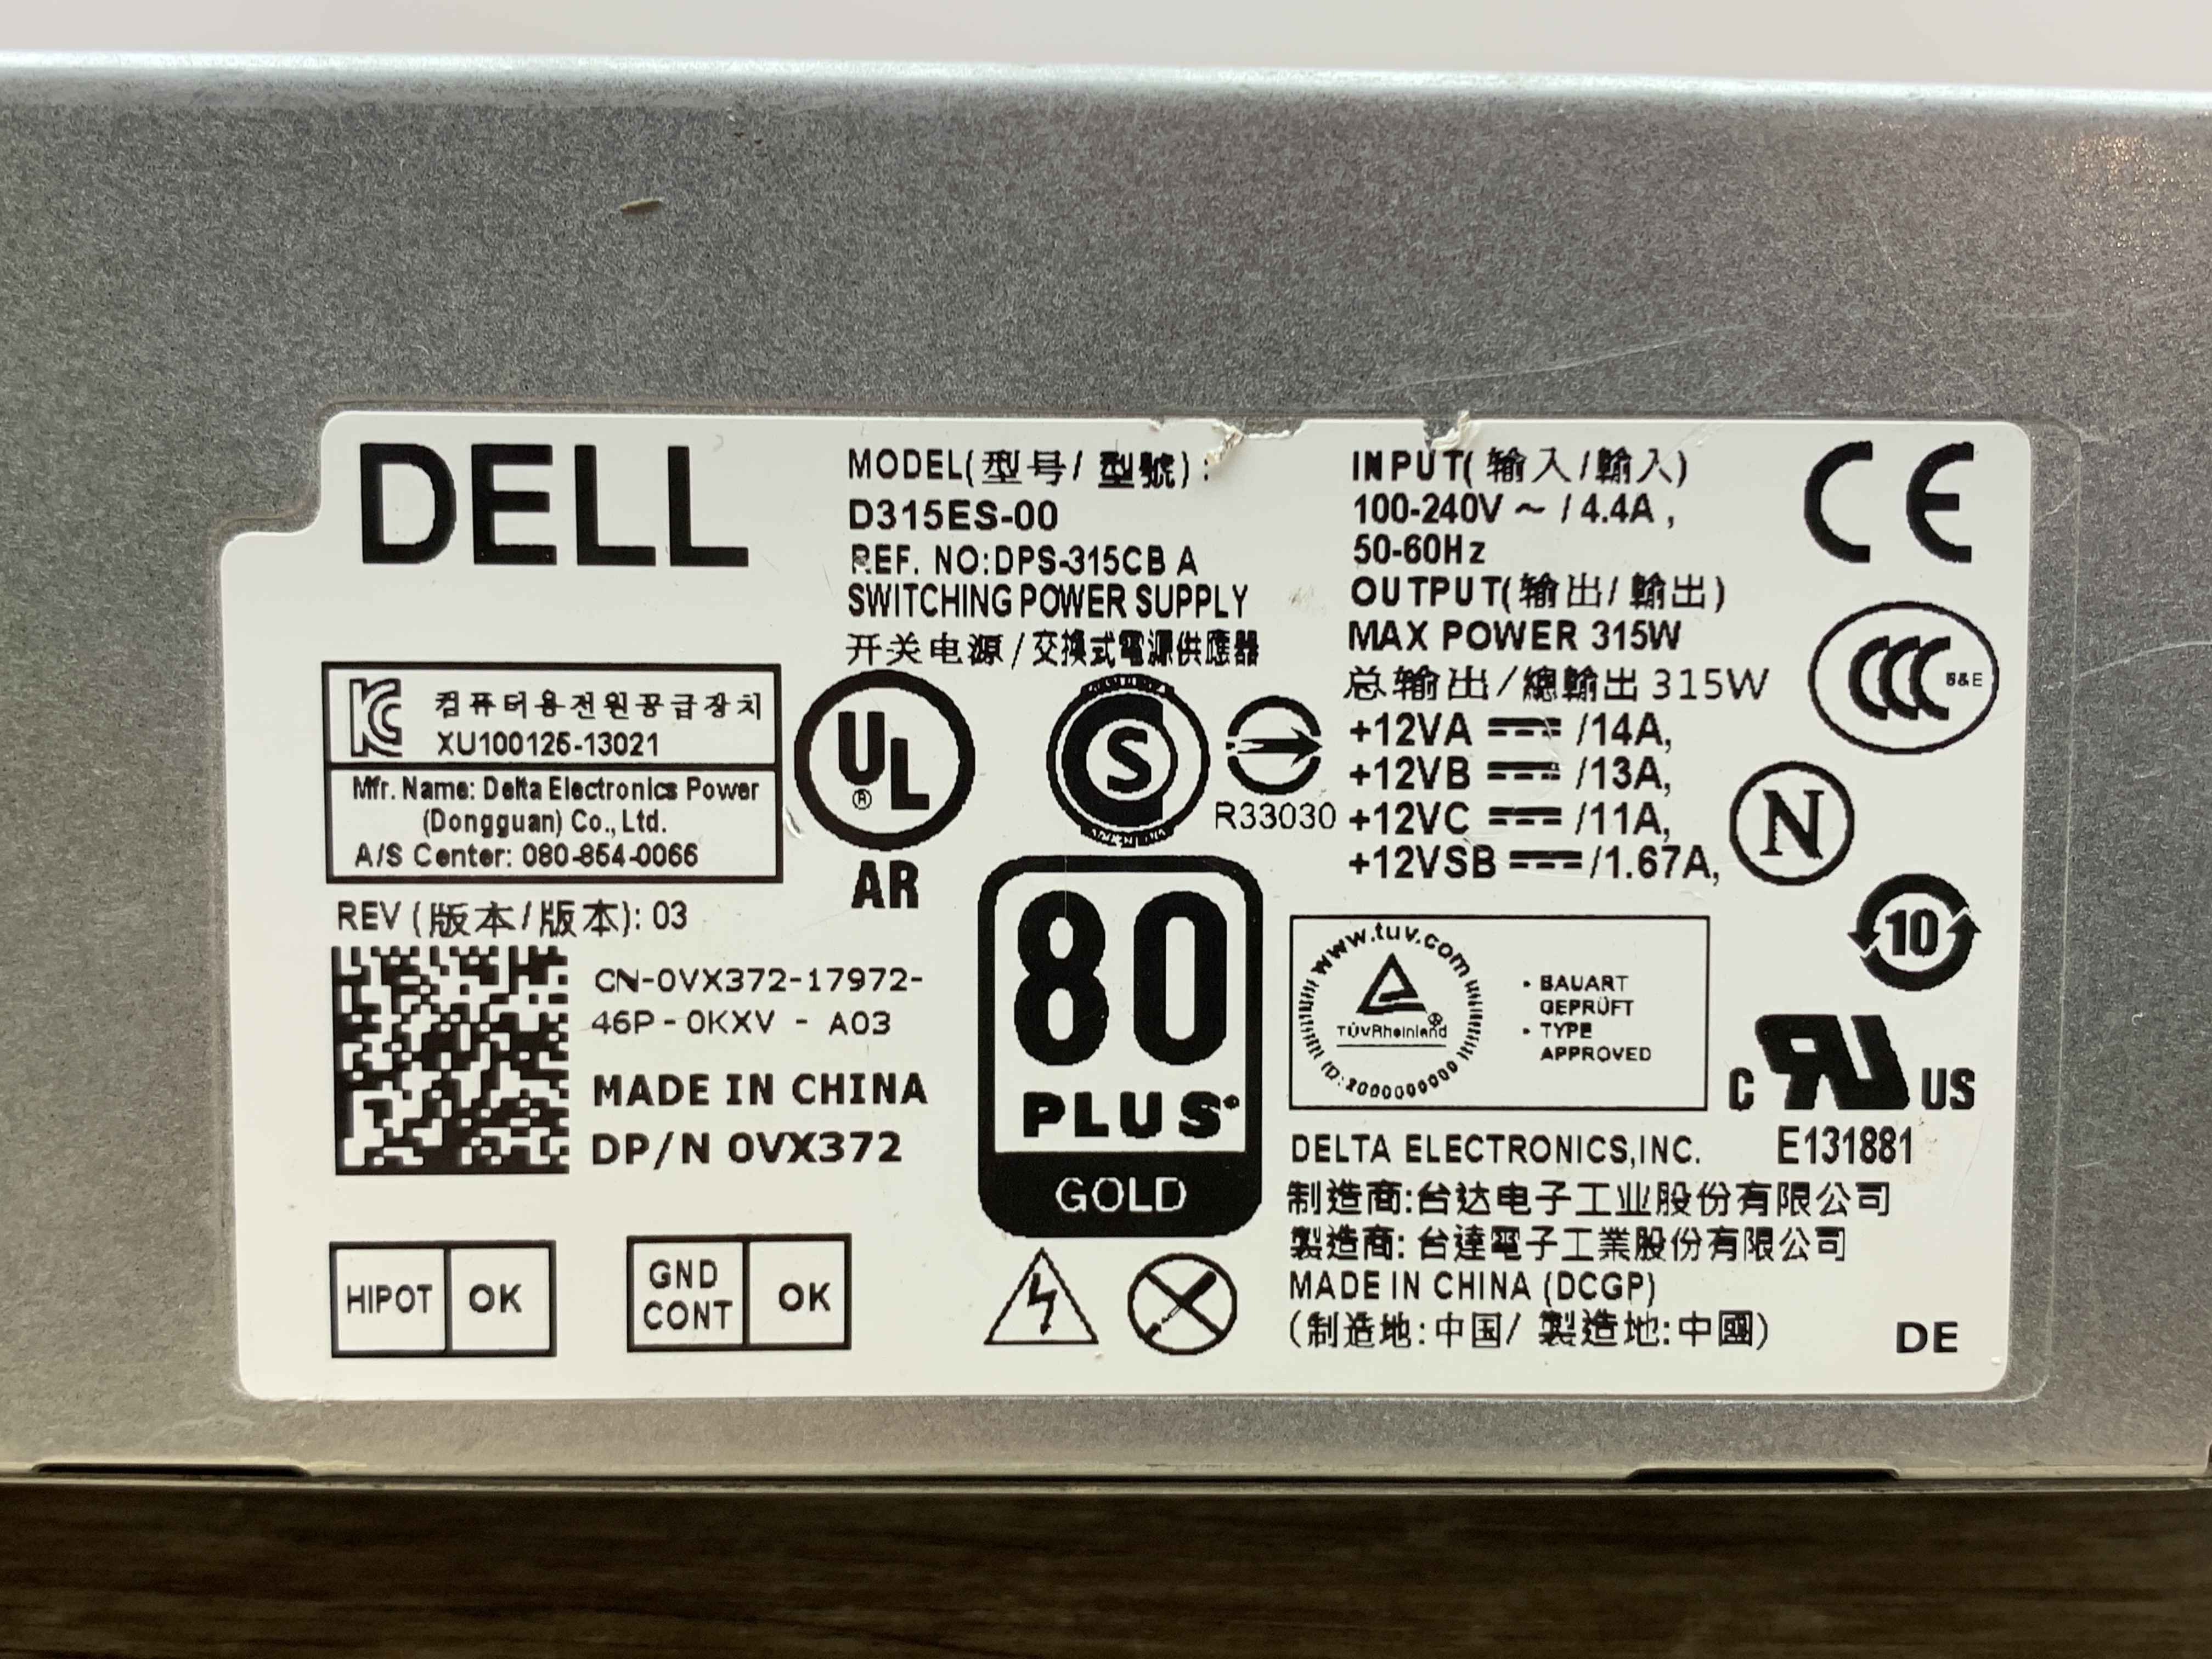 DELL
MODEL(型号/型號):
D315ES-00
REF. NO:DPS-315CB A
SWITCHING POWER SUPPLY
开关电源/交換式電源供應器
INPUT(输入/輸入)
100-240V ~ / 4.4A ,
50-60Hz
OUTPUT(输出/輸出)
MAX POWER 315W
总输出/總輸出 315W
+12VA ⎓ /14A,
+12VB ⎓ /13A,
+12VC ⎓ /11A,
+12VSB ⎓ /1.67A,
CE
CCC S&E
N
10
컴퓨터용전원공급장치
XU100126-13021
Mfr. Name: Delta Electronics Power
(Dongguan) Co., Ltd.
A/S Center: 080-854-0066
UL ®
AR
S
R33030
REV (版本/版本): 03
CN-0VX372-17972-
46P - 0KXV - A03
MADE IN CHINA
DP/N 0VX372
80
PLUS®
GOLD
www.tuv.com
TÜVRheinland
ID: 2000000000
• BAUART
GEPRÜFT
• TYPE
APPROVED
C RU US
E131881
DELTA ELECTRONICS,INC.
制造商:台达电子工业股份有限公司
製造商: 台達電子工業股份有限公司
MADE IN CHINA (DCGP)
(制造地:中国/ 製造地:中國)
DE
HIPOT OK
GND
CONT OK